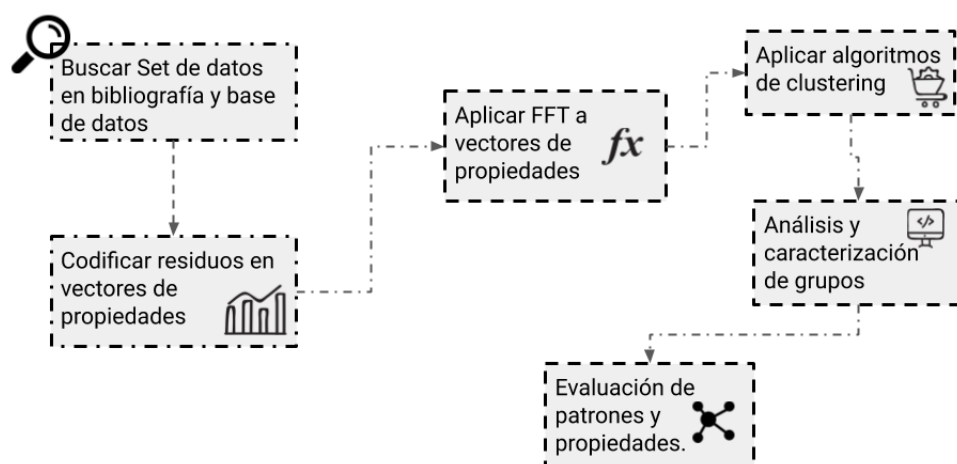 Buscar Set de datos
en bibliografía y base
de datos
Codificar residuos en
vectores de
propiedades
Aplicar FFT a
vectores de
propiedades
fx
Aplicar algoritmos
de clustering
Análisis y
caracterización
de grupos
</>
Evaluación de
patrones y
propiedades.